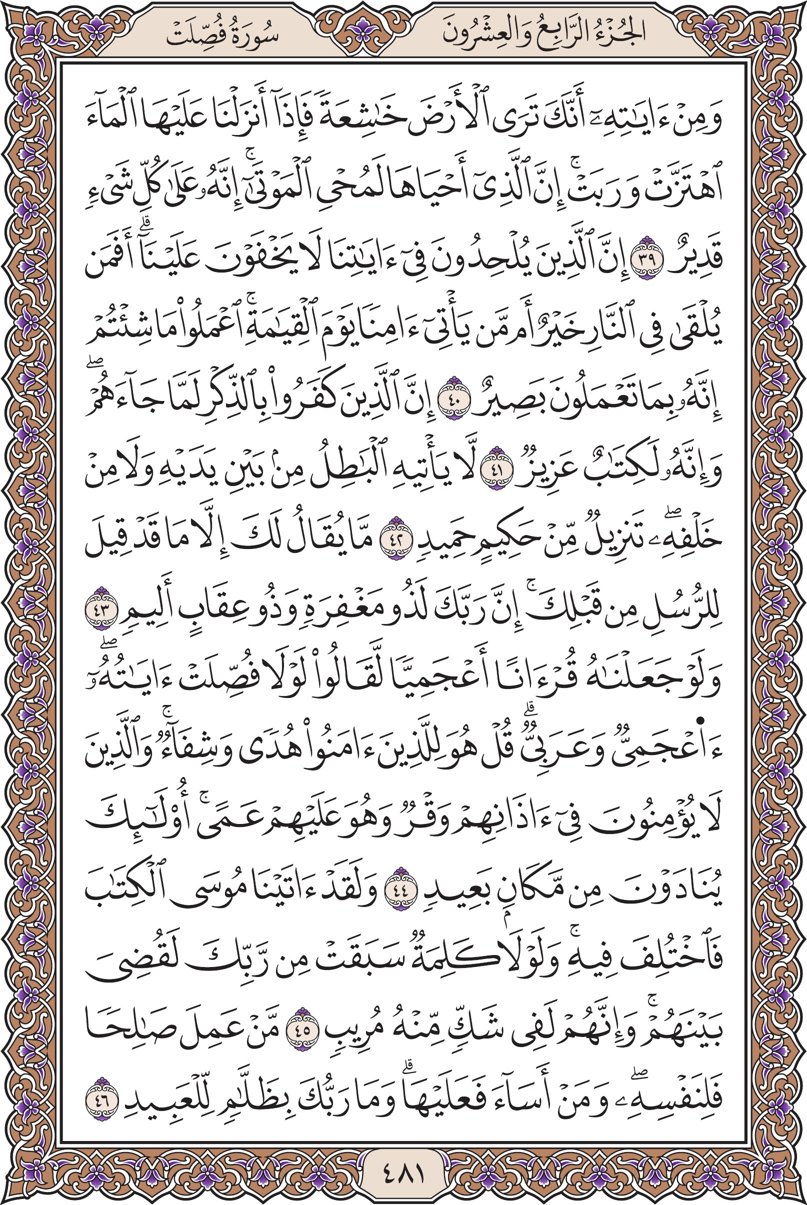 الجُزْءُ الرَّابِعُ وَالعِشْرُونَ
سُورَةُ فُصِّلَتْ
وَمِنْ ءَايَٰتِهِۦٓ أَنَّكَ تَرَى ٱلْأَرْضَ خَٰشِعَةً فَإِذَآ أَنزَلْنَا عَلَيْهَا ٱلْمَآءَ
ٱهْتَزَّتْ وَرَبَتْ ۚ إِنَّ ٱلَّذِىٓ أَحْيَاهَا لَمُحْىِ ٱلْمَوْتَىٰٓ ۚ إِنَّهُۥ عَلَىٰ كُلِّ شَىْءٍ
قَدِيرٌ ٣٩ إِنَّ ٱلَّذِينَ يُلْحِدُونَ فِىٓ ءَايَٰتِنَا لَا يَخْفَوْنَ عَلَيْنَآ ۗ أَفَمَن
يُلْقَىٰ فِى ٱلنَّارِ خَيْرٌ أَم مَّن يَأْتِىٓ ءَامِنًا يَوْمَ ٱلْقِيَٰمَةِ ۚ ٱعْمَلُوا۟ مَا شِئْتُمْ
إِنَّهُۥ بِمَا تَعْمَلُونَ بَصِيرٌ ٤٠ إِنَّ ٱلَّذِينَ كَفَرُوا۟ بِٱلذِّكْرِ لَمَّا جَآءَهُمْ ۖ
وَإِنَّهُۥ لَكِتَٰبٌ عَزِيزٌ ٤١ لَّا يَأْتِيهِ ٱلْبَٰطِلُ مِنۢ بَيْنِ يَدَيْهِ وَلَا مِنْ
خَلْفِهِۦ ۖ تَنزِيلٌ مِّنْ حَكِيمٍ حَمِيدٍ ٤٢ مَّا يُقَالُ لَكَ إِلَّا مَا قَدْ قِيلَ
لِلرُّسُلِ مِن قَبْلِكَ ۚ إِنَّ رَبَّكَ لَذُو مَغْفِرَةٍ وَذُو عِقَابٍ أَلِيمٍ ٤٣
وَلَوْ جَعَلْنَٰهُ قُرْءَانًا أَعْجَمِيًّا لَّقَالُوا۟ لَوْلَا فُصِّلَتْ ءَايَٰتُهُۥٓ ۖ
ءَا۬عْجَمِىٌّ وَعَرَبِىٌّ ۗ قُلْ هُوَ لِلَّذِينَ ءَامَنُوا۟ هُدًى وَشِفَآءٌ ۖ وَٱلَّذِينَ
لَا يُؤْمِنُونَ فِىٓ ءَاذَانِهِمْ وَقْرٌ وَهُوَ عَلَيْهِمْ عَمًى ۚ أُو۟لَٰٓئِكَ
يُنَادَوْنَ مِن مَّكَانٍۭ بَعِيدٍ ٤٤ وَلَقَدْ ءَاتَيْنَا مُوسَى ٱلْكِتَٰبَ
فَٱخْتُلِفَ فِيهِ ۚ وَلَوْلَا كَلِمَةٌ سَبَقَتْ مِن رَّبِّكَ لَقُضِىَ
بَيْنَهُمْ ۚ وَإِنَّهُمْ لَفِى شَكٍّ مِّنْهُ مُرِيبٍ ٤٥ مَّنْ عَمِلَ صَٰلِحًا
فَلِنَفْسِهِۦ ۖ وَمَنْ أَسَآءَ فَعَلَيْهَا ۗ وَمَا رَبُّكَ بِظَلَّٰمٍ لِّلْعَبِيدِ ٤٦
٤٨١